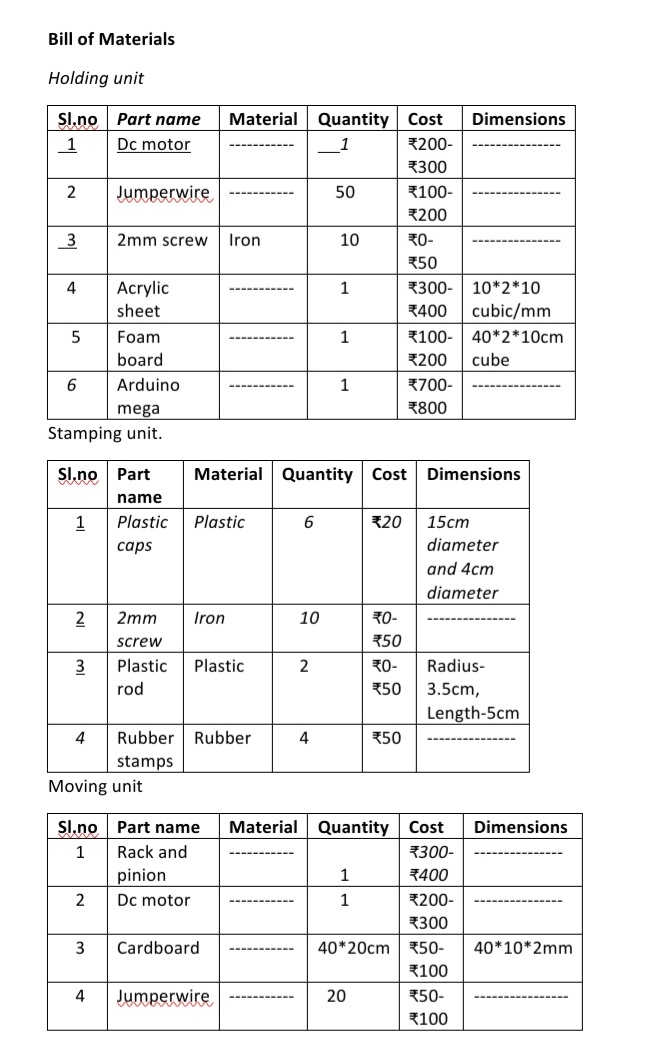 Bill of Materials
Holding unit
Sl.no Part name Material Quantity Cost Dimensions
1 Dc motor ----------- 1 ₹200-₹300 ---------------
2 Jumperwire ----------- 50 ₹100-₹200 ---------------
3 2mm screw Iron 10 ₹0-₹50 ---------------
4 Acrylic sheet ----------- 1 ₹300-₹400 10*2*10 cubic/mm
5 Foam board ----------- 1 ₹100-₹200 40*2*10cm cube
6 Arduino mega ----------- 1 ₹700-₹800 ---------------
Stamping unit.
Sl.no Part name Material Quantity Cost Dimensions
1 Plastic caps Plastic 6 ₹20 15cm diameter and 4cm diameter
2 2mm screw Iron 10 ₹0-₹50 ---------------
3 Plastic rod Plastic 2 ₹0-₹50 Radius-3.5cm, Length-5cm
4 Rubber stamps Rubber 4 ₹50 ---------------
Moving unit
Sl.no Part name Material Quantity Cost Dimensions
1 Rack and pinion ----------- 1 ₹300-₹400 ---------------
2 Dc motor ----------- 1 ₹200-₹300 ---------------
3 Cardboard ----------- 40*20cm ₹50-₹100 40*10*2mm
4 Jumperwire ----------- 20 ₹50-₹100 ----------------